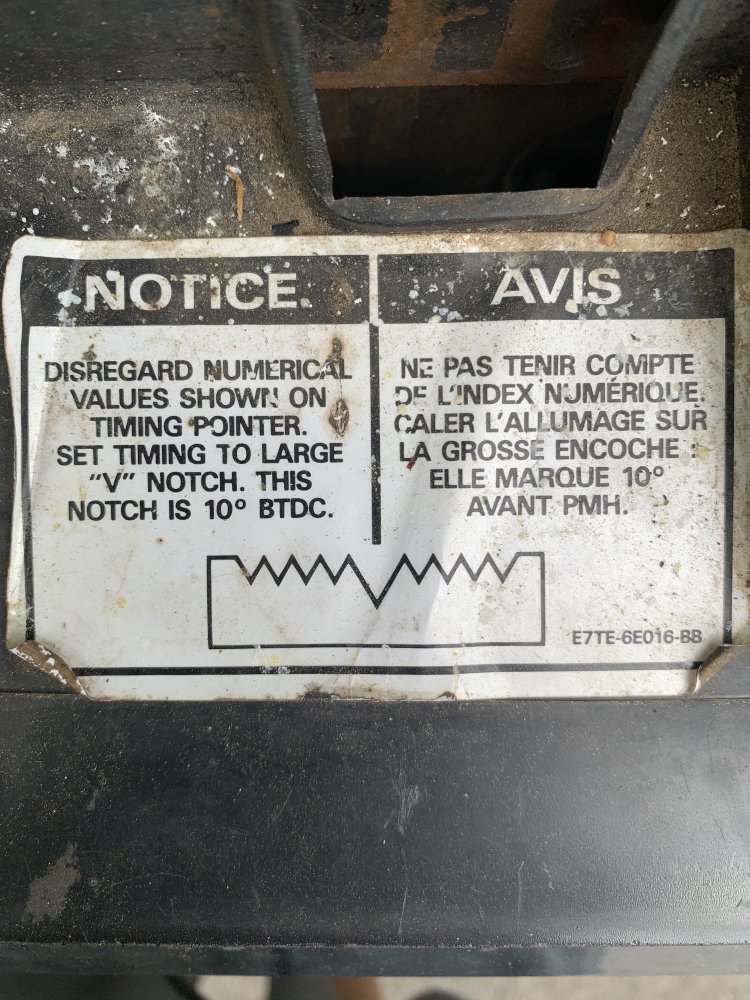 NOTICE.
DISREGARD NUMERICAL
VALUES SHOWN ON
TIMING POINTER.
SET TIMING TO LARGE
"V" NOTCH. THIS
NOTCH IS 10° BTDC.
AVIS
NE PAS TENIR COMPTE
DE L'INDEX NUMÉRIQUE.
CALER L'ALLUMAGE SUR
LA GROSSE ENCOCHE :
ELLE MARQUE 10°
AVANT PMH.
E7TE-6E016-BB